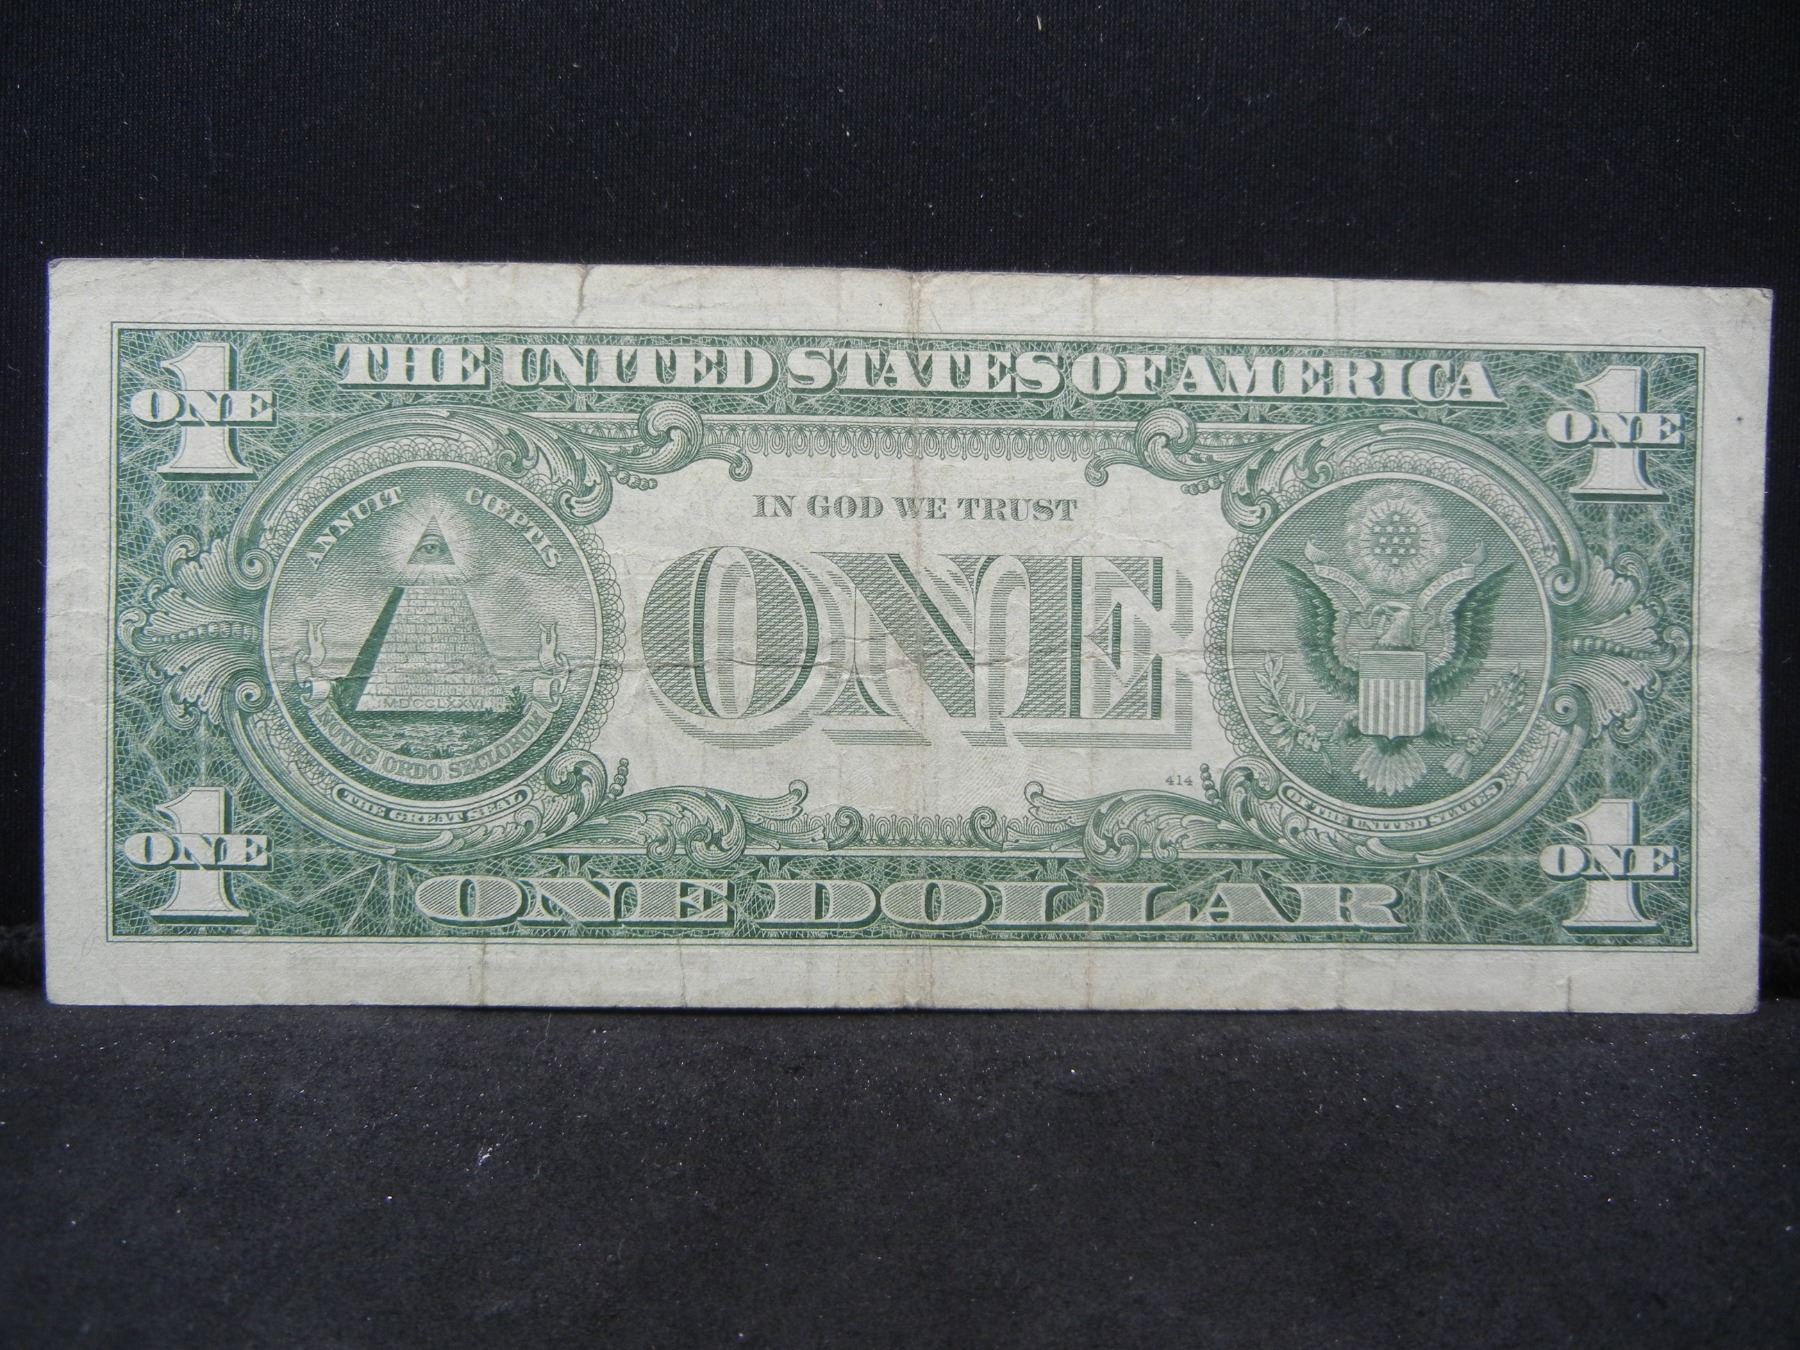 THE UNITED STATES OF AMERICA
1 ONE
1 ONE
ANNUIT CŒPTIS
IN GOD WE TRUST
ONE
MDCCLXXVI
NOVUS ORDO SECLORUM
THE GREAT SEAL
414
OF THE UNITED STATES
1 ONE
1 ONE
ONE DOLLAR